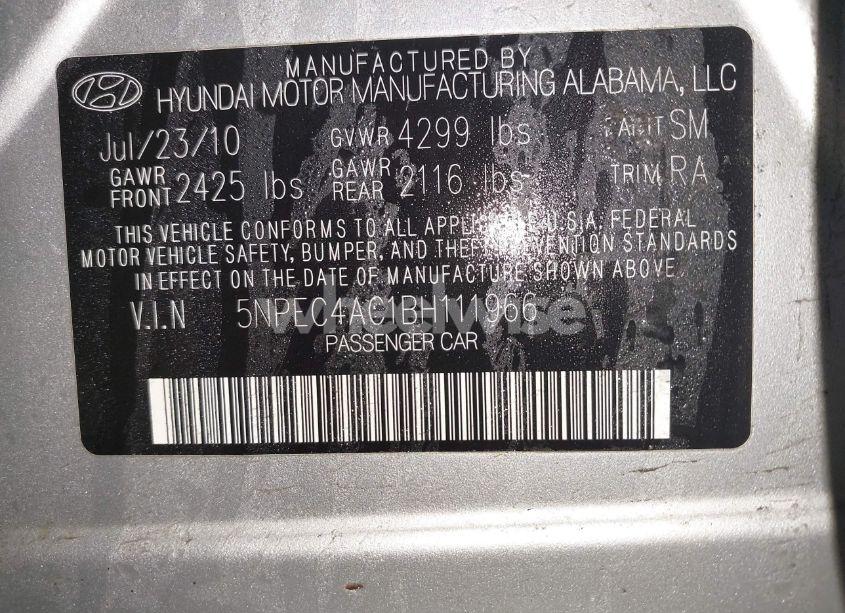 MANUFACTURED BY
HYUNDAI MOTOR MANUFACTURING ALABAMA, LLC
Jul/23/10 GVWR 4299 lbs PAINT SM
GAWR FRONT 2425 lbs GAWR REAR 2116 lbs TRIM RA
THIS VEHICLE CONFORMS TO ALL APPLICABLE U.S.A. FEDERAL
MOTOR VEHICLE SAFETY, BUMPER, AND THEFT PREVENTION STANDARDS
IN EFFECT ON THE DATE OF MANUFACTURE SHOWN ABOVE.
V.I.N 5NPEC4AC1BH111966
wheelwise
PASSENGER CAR